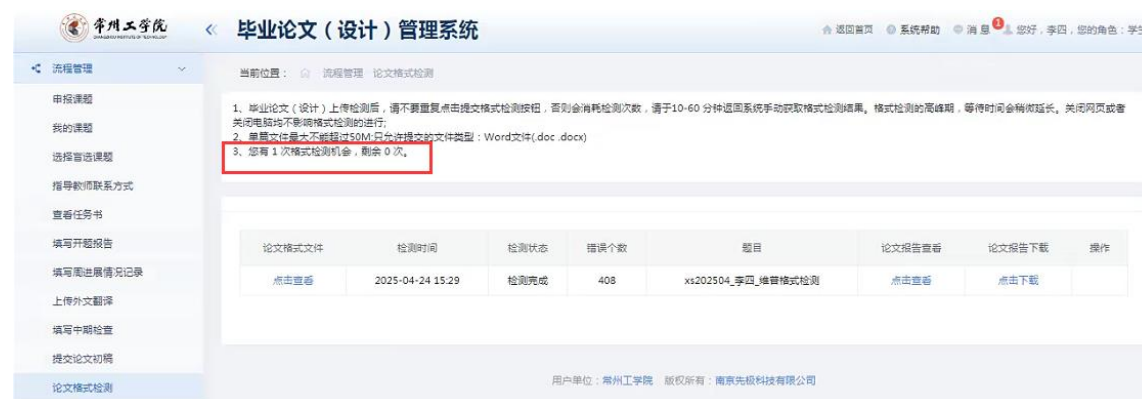 常州工学院
毕业论文（设计）管理系统
返回首页 系统帮助 消 息 1 您好，李四，您的角色：学生
流程管理
当前位置： 流程管理 论文格式检测
申报课题
我的课题
选择盲选课题
指导教师联系方式
查看任务书
填写开题报告
填写周进展情况记录
上传外文翻译
填写中期检查
提交论文初稿
论文格式检测
1、毕业论文（设计）上传检测后，请不要重复点击提交格式检测按钮，否则会消耗检测次数，请于10-60 分钟返回系统手动获取格式检测结果。格式检测的高峰期，等待时间会稍微延长。关闭网页或者
关闭电脑均不影响格式检测的进行;
2、单篇文件最大不能超过50M;只允许提交的文件类型：Word文件(.doc .docx)
3、您有 1 次格式检测机会，剩余 0 次。
论文格式文件 检测时间 检测状态 错误个数 题目 论文报告查看 论文报告下载 操作
点击查看 2025-04-24 15:29 检测完成 408 xs202504_李四_维普格式检测 点击查看 点击下载
用户单位：常州工学院 版权所有：南京先极科技有限公司